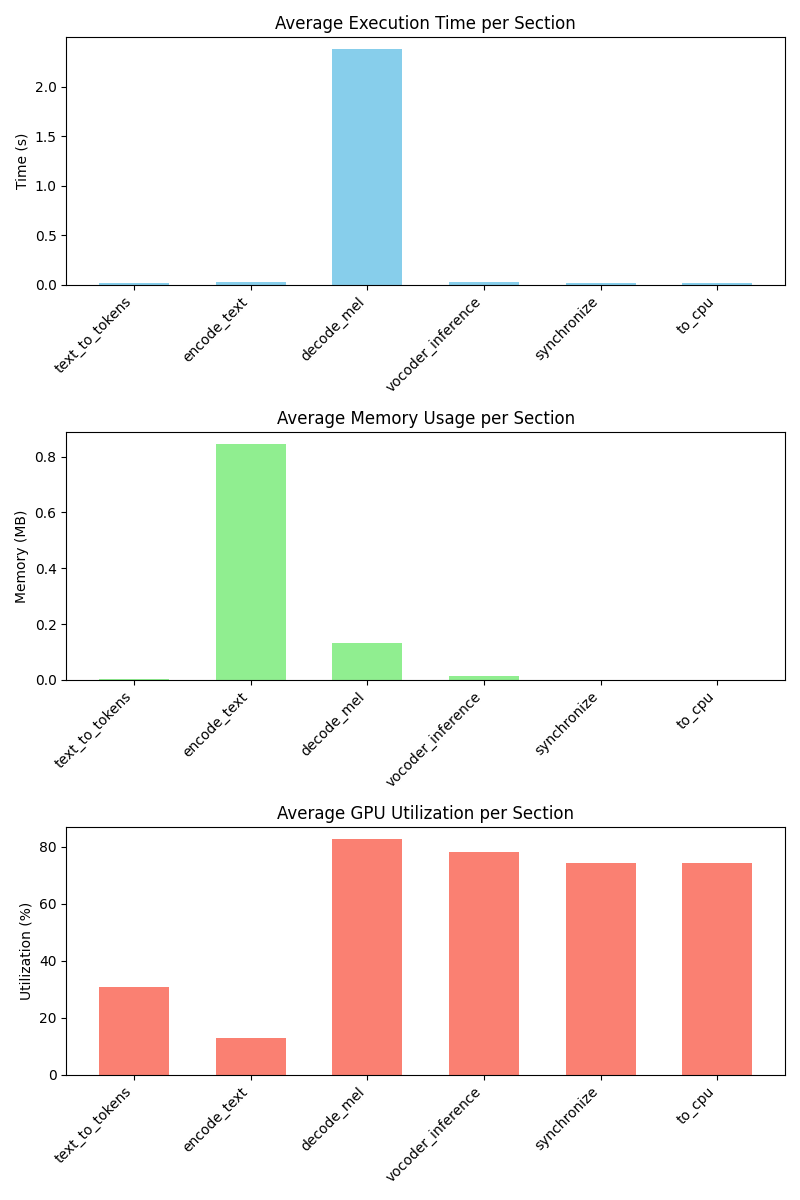 Average Execution Time per Section
Time (s)
2.0
1.5
1.0
0.5
0.0
text_to_tokens
encode_text
decode_mel
vocoder_inference
synchronize
to_cpu
Average Memory Usage per Section
Memory (MB)
0.8
0.6
0.4
0.2
0.0
text_to_tokens
encode_text
decode_mel
vocoder_inference
synchronize
to_cpu
Average GPU Utilization per Section
Utilization (%)
80
60
40
20
0
text_to_tokens
encode_text
decode_mel
vocoder_inference
synchronize
to_cpu